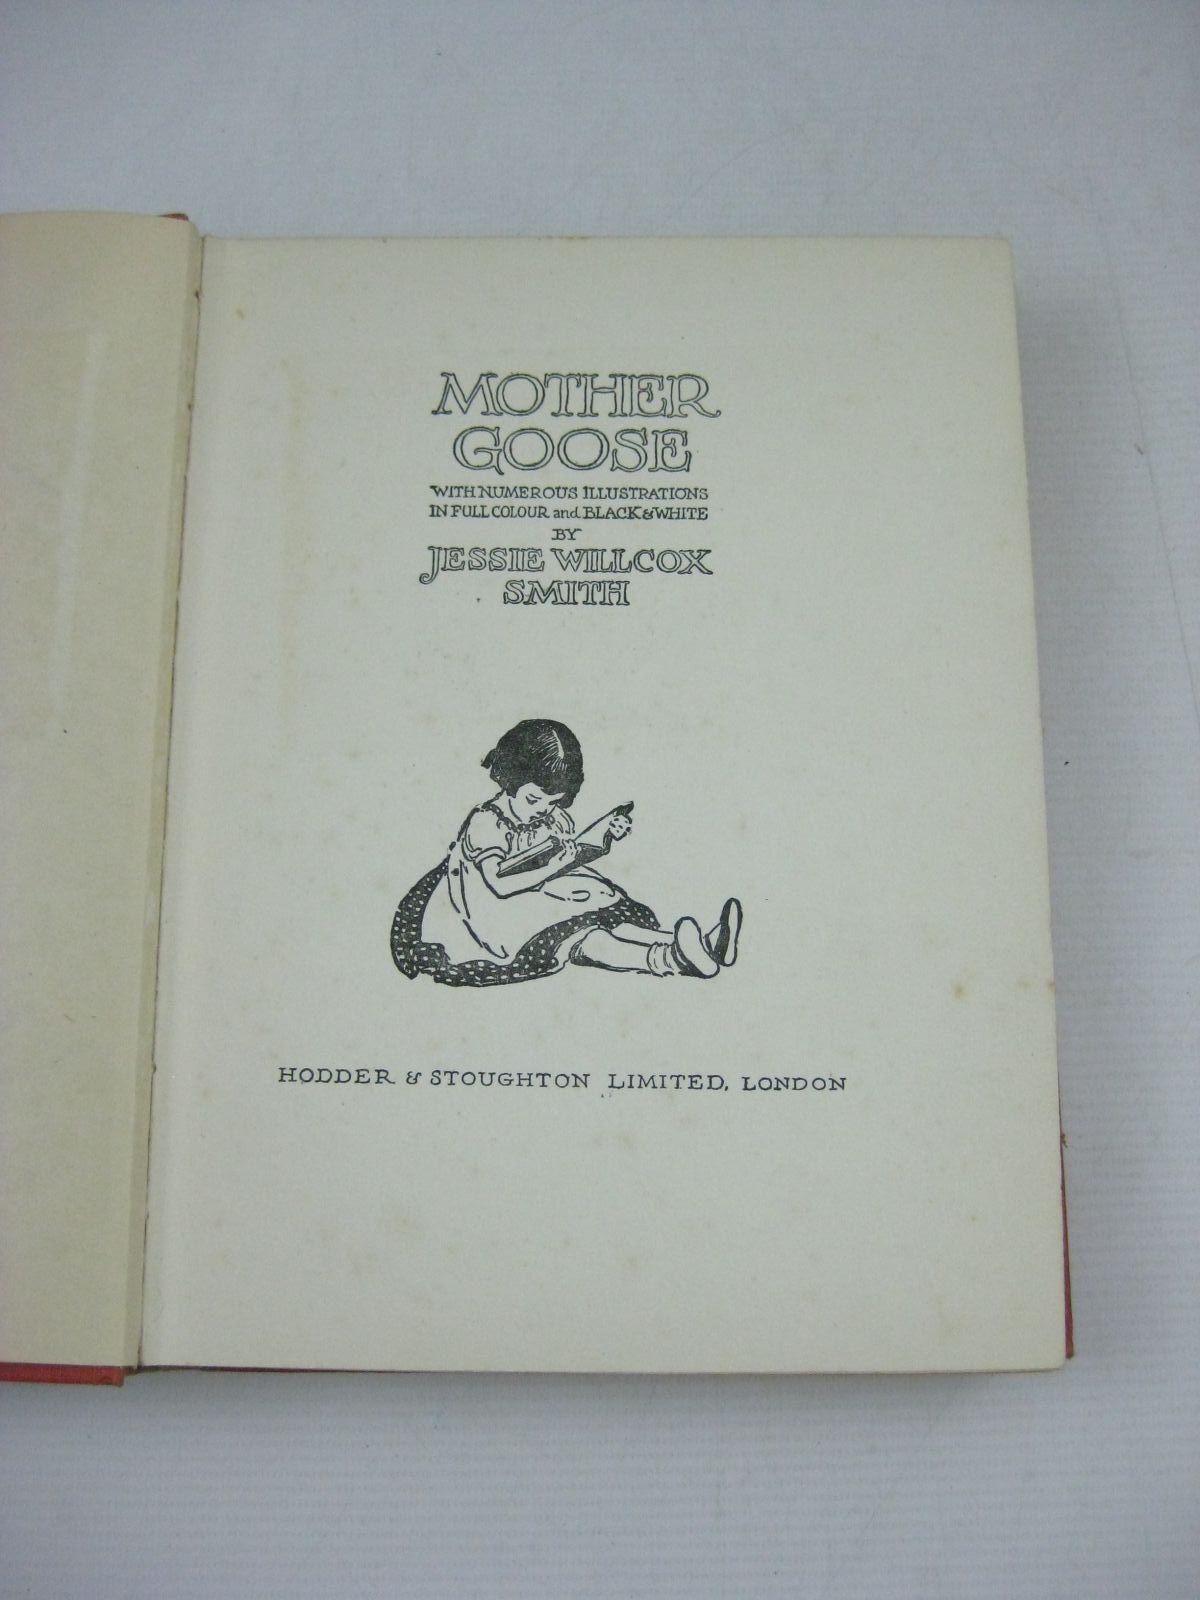 MOTHER
GOOSE
WITH NUMEROUS ILLUSTRATIONS
IN FULL COLOUR and BLACK & WHITE
BY
JESSIE WILLCOX
SMITH
HODDER & STOUGHTON LIMITED, LONDON